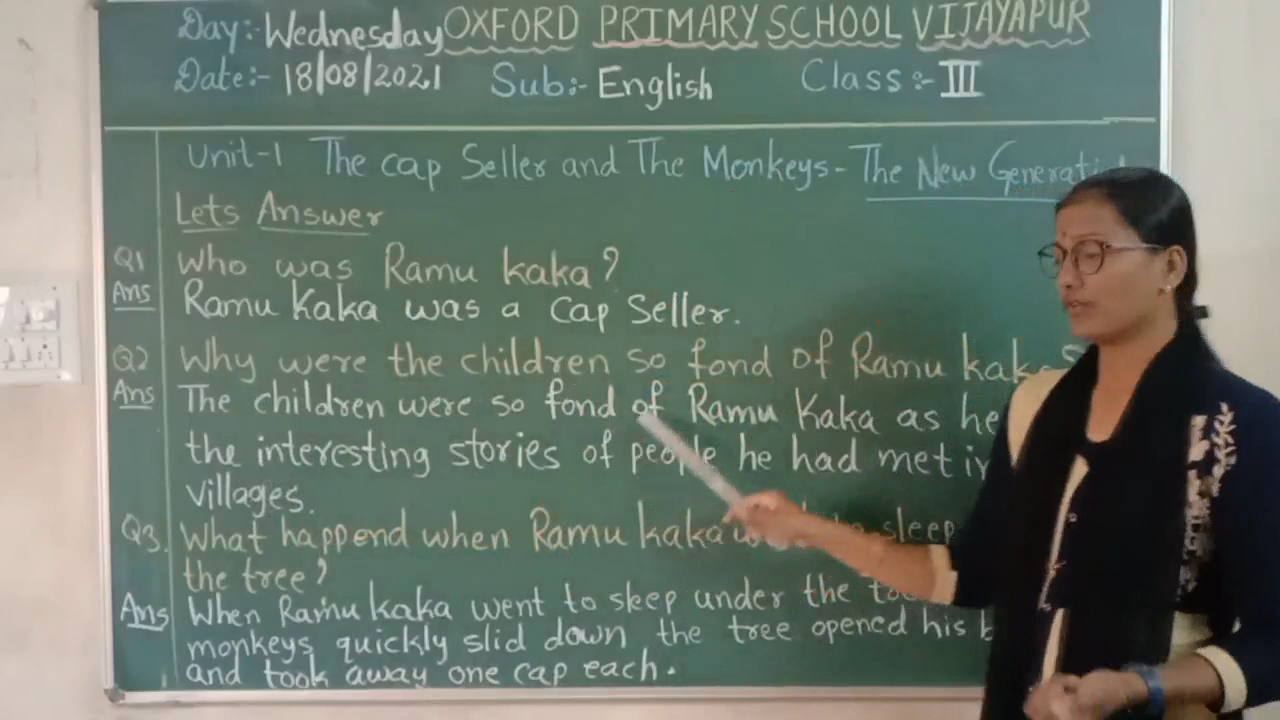 Day:- Wednesday OXFORD PRIMARY SCHOOL VIJAYAPUR
Date:- 18/08/2021 Sub:- English Class:- III
Unit-1 The cap Seller and The Monkeys - The New
Lets Answer
Q1 Who was Ramu kaka?
Ans Ramu Kaka was a cap Seller.
Q2 Why were the children so fond of Ramu
Ans The children were so fond of Ramu Kaka as he
the interesting stories of people he had met in
villages.
Q3. What happend when Ramu kaka sleep
the tree?
Ans When Ramu kaka went to sleep under the
monkeys quickly slid down the tree opened his
and took away one cap each.